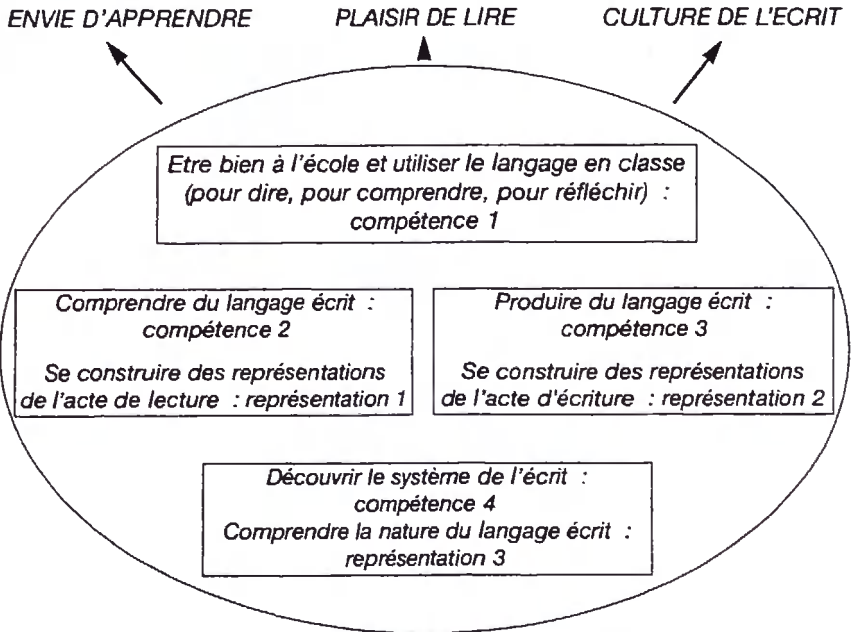 ENVIE D'APPRENDRE PLAISIR DE LIRE CULTURE DE L'ECRIT
Etre bien à l'école et utiliser le langage en classe
(pour dire, pour comprendre, pour réfléchir) :
compétence 1
Comprendre du langage écrit :
compétence 2
Se construire des représentations
de l'acte de lecture : représentation 1
Produire du langage écrit :
compétence 3
Se construire des représentations
de l'acte d'écriture : représentation 2
Découvrir le système de l'écrit :
compétence 4
Comprendre la nature du langage écrit :
représentation 3